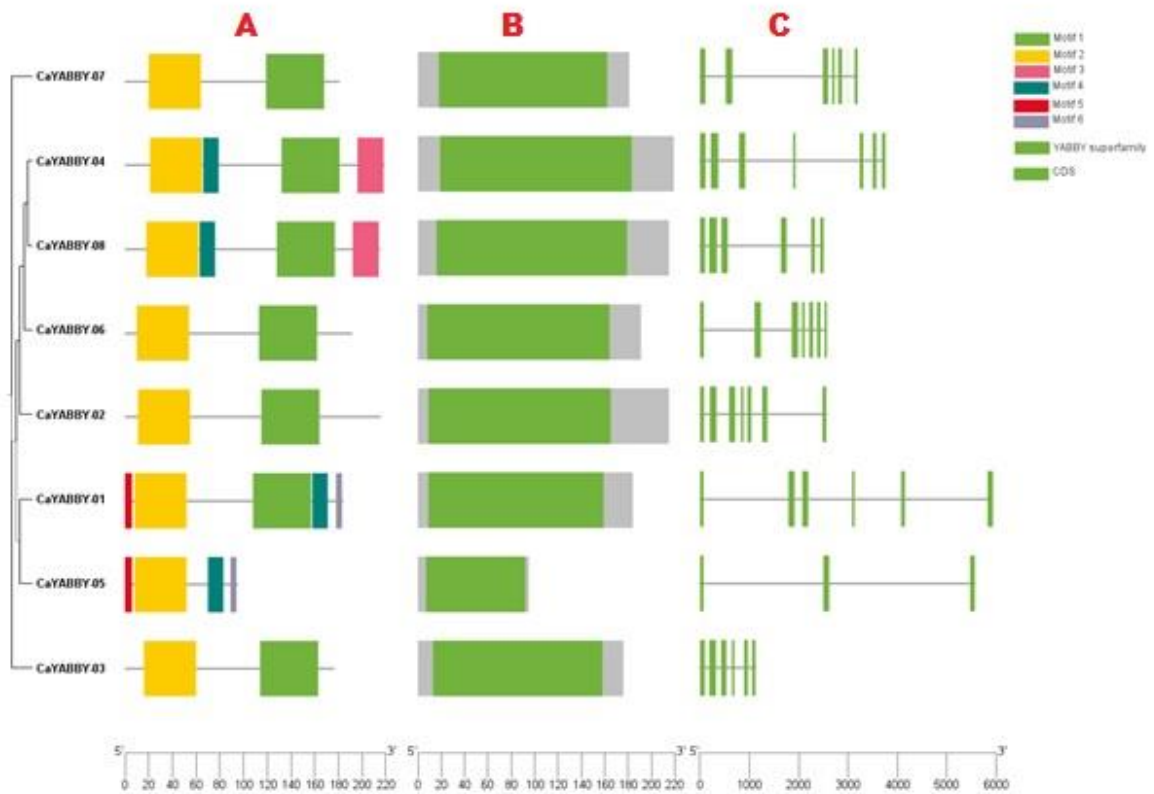 A B C
Motif 1
Motif 2
Motif 3
Motif 4
Motif 5
Motif 6
YABBY superfamily
CDS
CaYABBY-07
CaYABBY-04
CaYABBY-08
CaYABBY-06
CaYABBY-02
CaYABBY-01
CaYABBY-05
CaYABBY-03
5' 3' 5' 3' 5' 3'
0 20 40 60 80 100 120 140 160 180 200 220 0 20 40 60 80 100 120 140 160 180 200 220 0 1000 2000 3000 4000 5000 6000